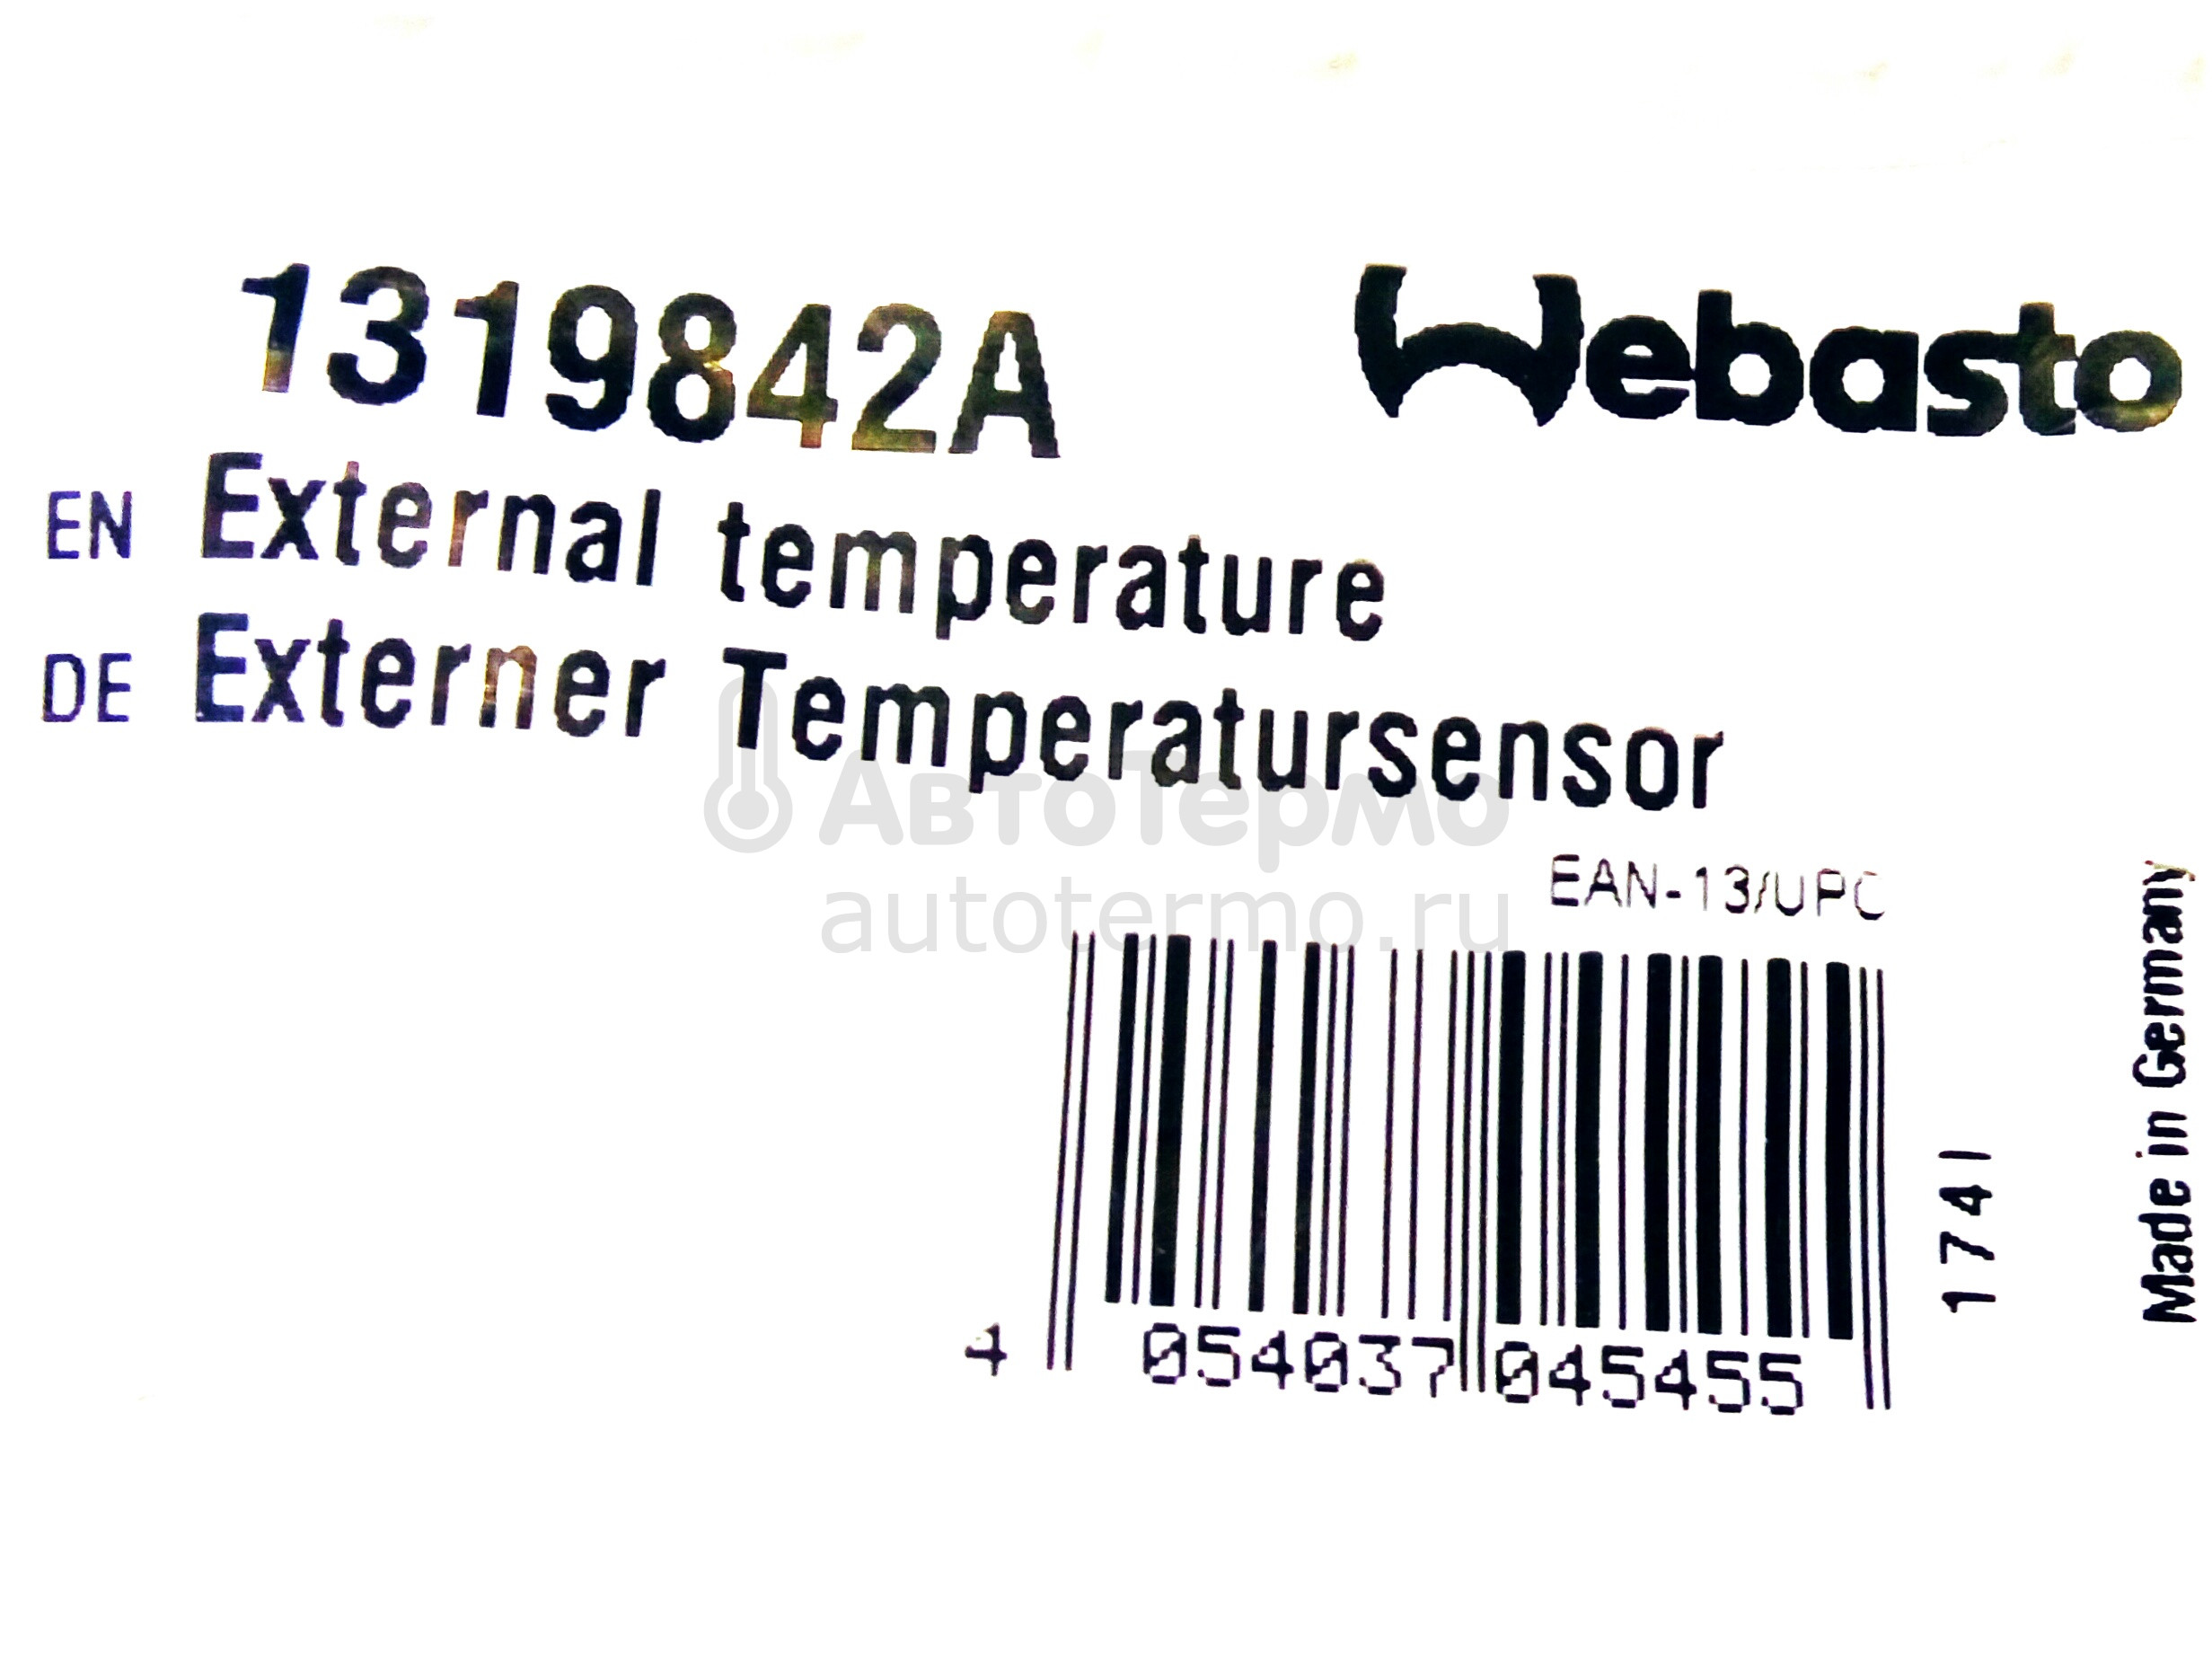 1319842A
Webasto
EN External temperature
DE Externer Temperatursensor
АвтоТермо
autotermo.ru
EAN-13/UPC
4 054037 045455
174I
Made in Germany